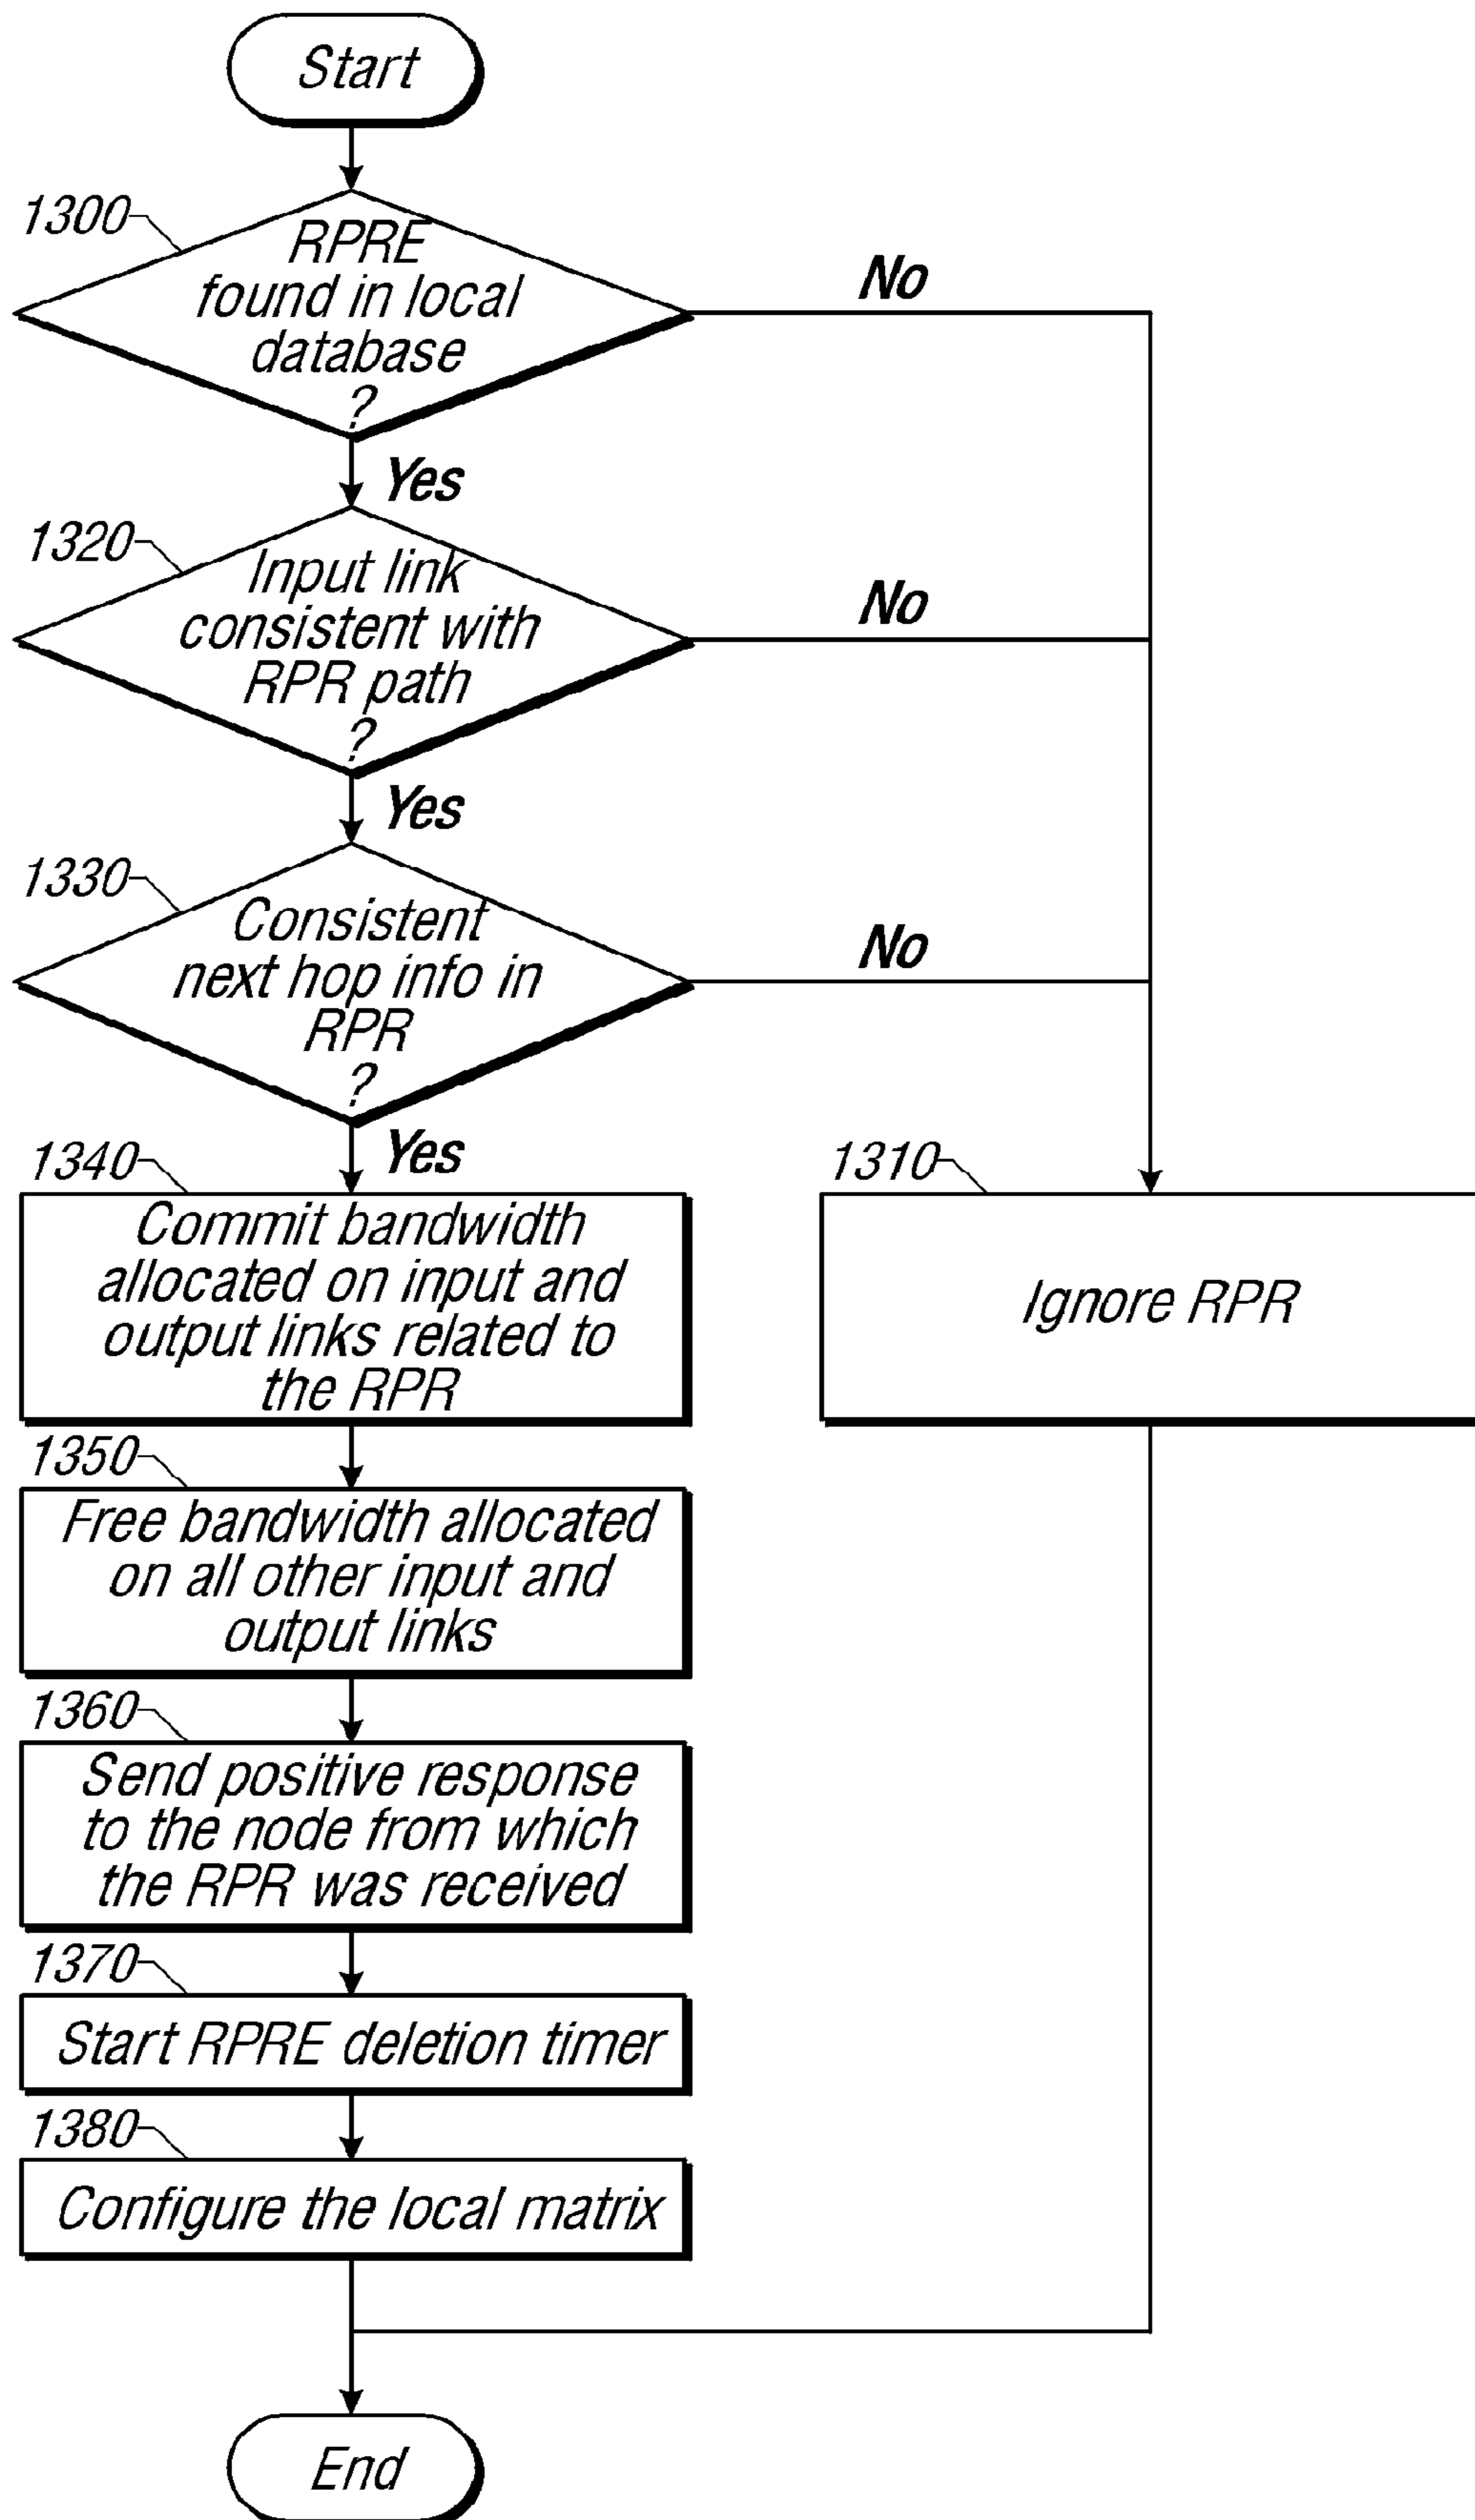 Start
1300
RPRE
found in local
database
?
No
Yes
1320
Input link
consistent with
RPR path
?
No
Yes
1330
Consistent
next hop info in
RPR
?
No
Yes
1340
Commit bandwidth
allocated on input and
output links related to
the RPR
1310
Ignore RPR
1350
Free bandwidth allocated
on all other input and
output links
1360
Send positive response
to the node from which
the RPR was received
1370
Start RPRE deletion timer
1380
Configure the local matrix
End